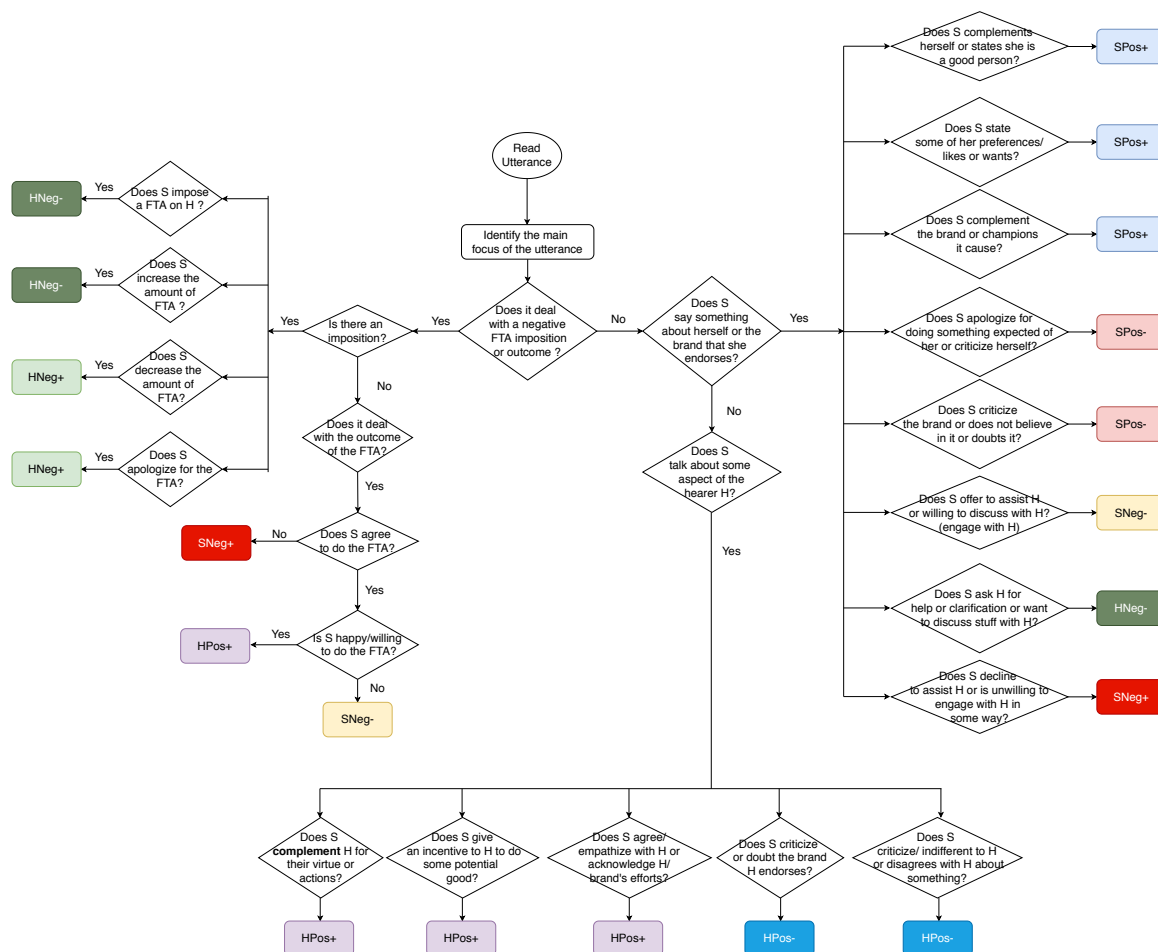 Read
Utterance
Identify the main
focus of the utterance
Does it deal
with a negative
FTA imposition
or outcome ?
Yes
No
Is there an
imposition?
Yes
No
Does S impose
a FTA on H ?
Yes
HNeg-
Does S
increase the
amount of
FTA ?
Yes
HNeg-
Does S
decrease the
amount of
FTA?
Yes
HNeg+
Does S
apologize for the
FTA?
Yes
HNeg+
Does it deal
with the outcome
of the FTA?
Yes
Does S agree
to do the FTA?
No
SNeg+
Yes
Is S happy/willing
to do the FTA?
Yes
HPos+
No
SNeg-
Does S
say something
about herself or the
brand that she
endorses?
Yes
No
Does S complements
herself or states she is
a good person?
SPos+
Does S state
some of her preferences/
likes or wants?
SPos+
Does S complement
the brand or champions
it cause?
SPos+
Does S apologize for
doing something expected of
her or criticize herself?
SPos-
Does S criticize
the brand or does not believe
in it or doubts it?
SPos-
Does S offer to assist H
or willing to discuss with H?
(engage with H)
SNeg-
Does S ask H for
help or clarification or want
to discuss stuff with H?
HNeg-
Does S decline
to assist H or is unwilling to
engage with H in
some way?
SNeg+
Does S
talk about some
aspect of the
hearer H?
Yes
Does S
complement H for
their virtue or
actions?
HPos+
Does S give
an incentive to H to do
some potential
good?
HPos+
Does S agree/
empathize with H or
acknowledge H/
brand's efforts?
HPos+
Does S criticize
or doubt the brand
H endorses?
HPos-
Does S
criticize/ indifferent to H
or disagrees with H about
something?
HPos-